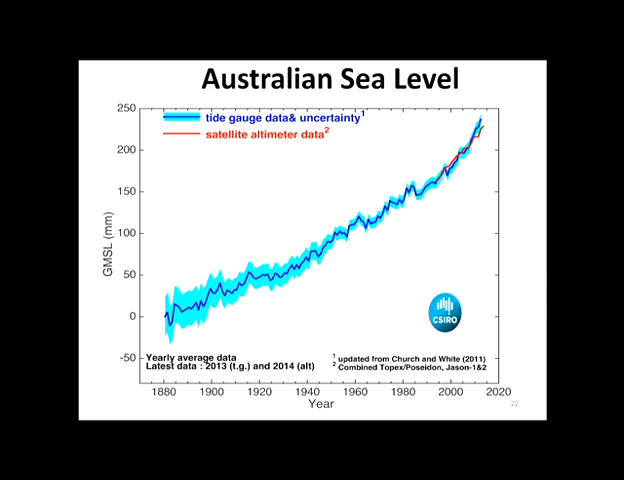 Australian Sea Level
tide gauge data& uncertainty1
satellite altimeter data2
250
200
150
100
50
0
-50
GMSL (mm)
CSIRO
Yearly average data
Latest data : 2013 (t.g.) and 2014 (alt)
1 updated from Church and White (2011)
2 Combined Topex/Poseidon, Jason-1&2
1880 1900 1920 1940 1960 1980 2000 2020
Year
22